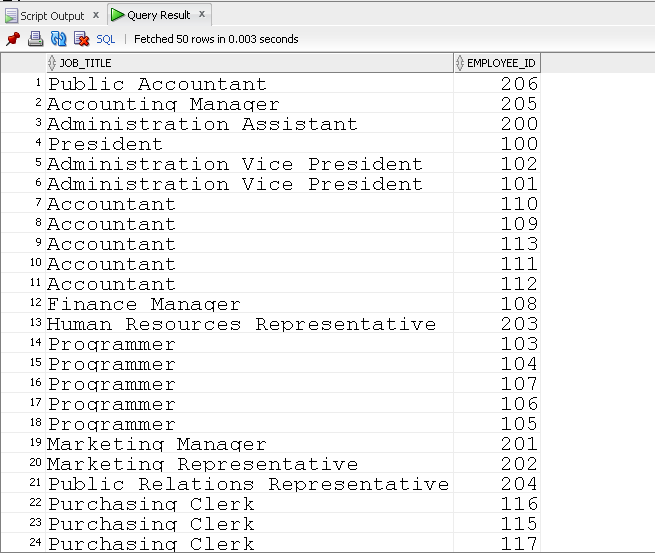 Script Output x Query Result x
SQL | Fetched 50 rows in 0.003 seconds
JOB_TITLE EMPLOYEE_ID
1 Public Accountant 206
2 Accounting Manager 205
3 Administration Assistant 200
4 President 100
5 Administration Vice President 102
6 Administration Vice President 101
7 Accountant 110
8 Accountant 109
9 Accountant 113
10 Accountant 111
11 Accountant 112
12 Finance Manager 108
13 Human Resources Representative 203
14 Programmer 103
15 Programmer 104
16 Programmer 107
17 Programmer 106
18 Programmer 105
19 Marketing Manager 201
20 Marketing Representative 202
21 Public Relations Representative 204
22 Purchasing Clerk 116
23 Purchasing Clerk 115
24 Purchasing Clerk 117